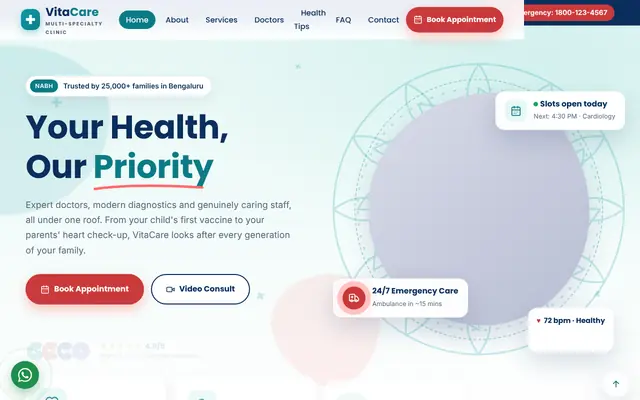 VitaCare
MULTI-SPECIALTY
CLINIC
Home
About
Services
Doctors
Health
Tips
FAQ
Contact
Book Appointment
ergency: 1800-123-4567
NABH
Trusted by 25,000+ families in Bengaluru
Your Health,
Our Priority
Expert doctors, modern diagnostics and genuinely caring staff,
all under one roof. From your child's first vaccine to your
parents' heart check-up, VitaCare looks after every generation
of your family.
Book Appointment
Video Consult
Slots open today
Next: 4:30 PM · Cardiology
24/7 Emergency Care
Ambulance in ~15 mins
♥ 72 bpm · Healthy